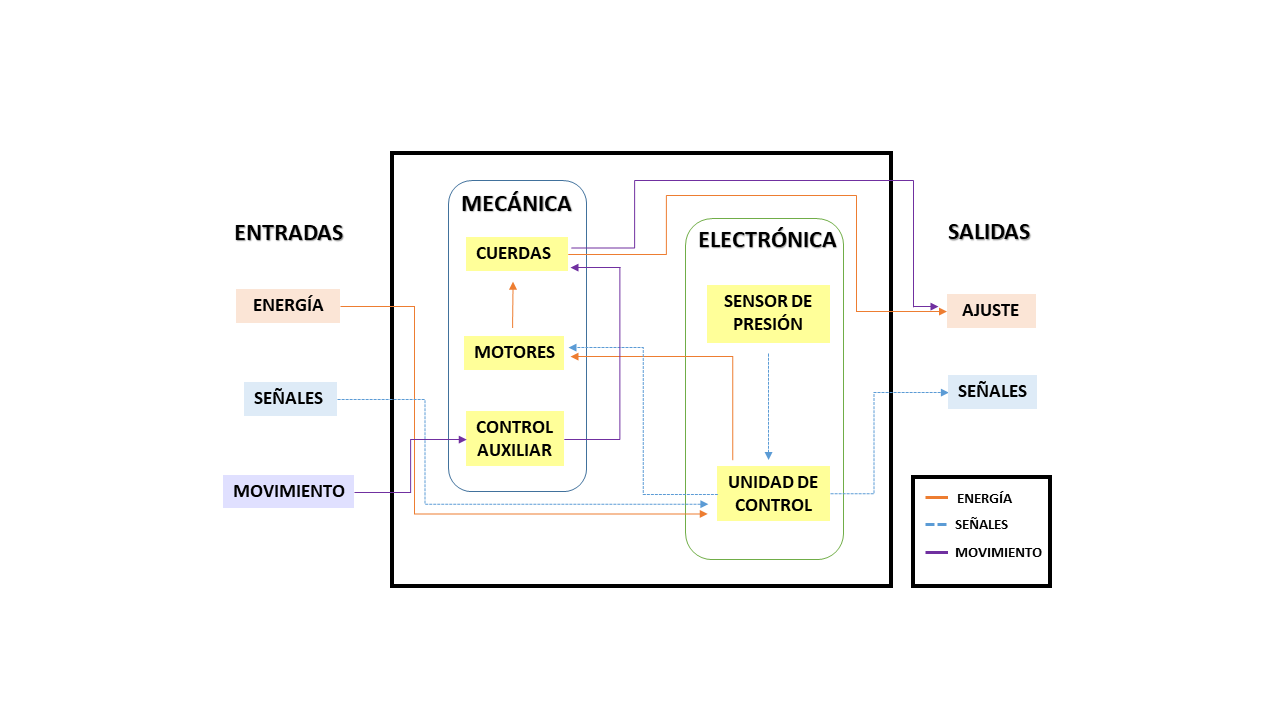 ENTRADAS
ENERGÍA
SEÑALES
MOVIMIENTO
MECÁNICA
CUERDAS
MOTORES
CONTROL
AUXILIAR
ELECTRÓNICA
SENSOR DE
PRESIÓN
UNIDAD DE
CONTROL
SALIDAS
AJUSTE
SEÑALES
ENERGÍA
SEÑALES
MOVIMIENTO